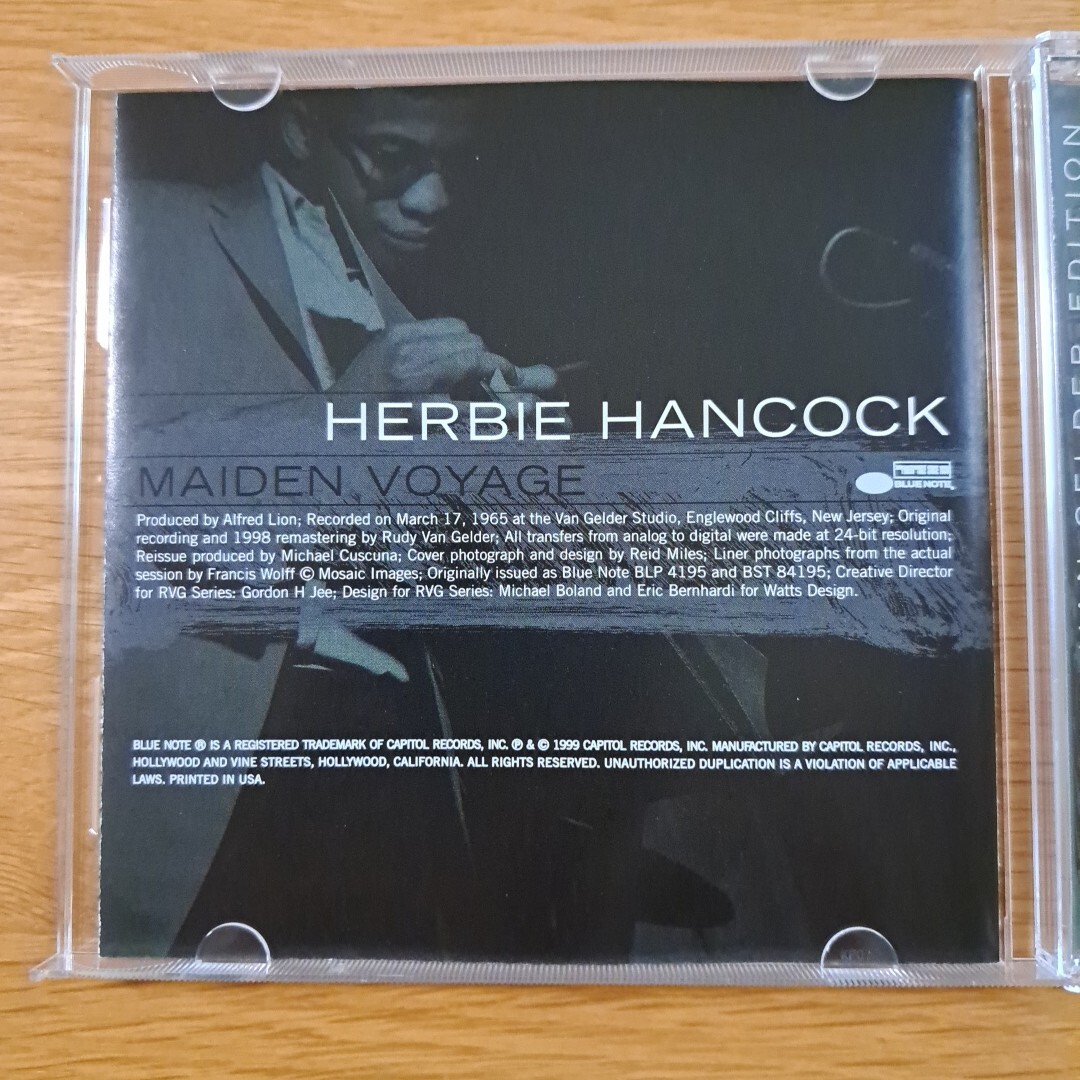 HERBIE HANCOCK
MAIDEN VOYAGE
BLUE NOTE
Produced by Alfred Lion; Recorded on March 17, 1965 at the Van Gelder Studio, Englewood Cliffs, New Jersey; Original
recording and 1998 remastering by Rudy Van Gelder; All transfers from analog to digital were made at 24-bit resolution;
Reissue produced by Michael Cuscuna; Cover photograph and design by Reid Miles; Liner photographs from the actual
session by Francis Wolff © Mosaic Images; Originally issued as Blue Note BLP 4195 and BST 84195; Creative Director
for RVG Series: Gordon H Jee; Design for RVG Series: Michael Boland and Eric Bernhardi for Watts Design.
BLUE NOTE ® IS A REGISTERED TRADEMARK OF CAPITOL RECORDS, INC. ℗ & © 1999 CAPITOL RECORDS, INC. MANUFACTURED BY CAPITOL RECORDS, INC.,
HOLLYWOOD AND VINE STREETS, HOLLYWOOD, CALIFORNIA. ALL RIGHTS RESERVED. UNAUTHORIZED DUPLICATION IS A VIOLATION OF APPLICABLE
LAWS. PRINTED IN USA.
GELDER EDITION